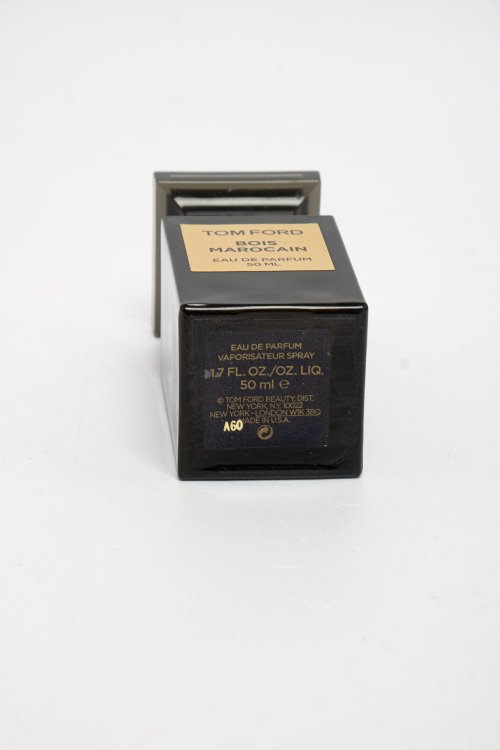 TOM FORD
BOIS
MAROCAIN
EAU DE PARFUM
50 ML
EAU DE PARFUM
VAPORISATEUR SPRAY
1.7 FL. OZ./OZ. LIQ.
50 ml ℮
© TOM FORD BEAUTY, DIST.
NEW YORK, N.Y. 10022
NEW YORK • LONDON W1K 3BQ
MADE IN U.S.A.
A60